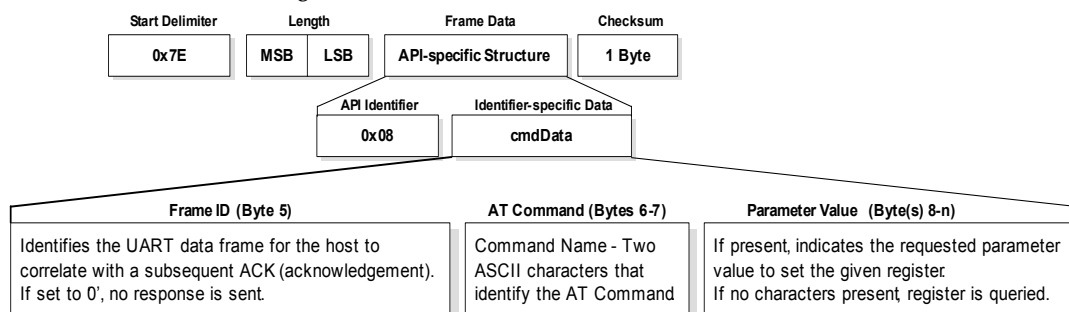 Start Delimiter Length Frame Data Checksum
0x7E MSB LSB API-specific Structure 1 Byte
API Identifier Identifier-specific Data
0x08 cmdData
Frame ID (Byte 5)
Identifies the UART data frame for the host to
correlate with a subsequent ACK (acknowledgement).
If set to 0', no response is sent.
AT Command (Bytes 6-7)
Command Name - Two
ASCII characters that
identify the AT Command
Parameter Value (Byte(s) 8-n)
If present, indicates the requested parameter
value to set the given register.
If no characters present, register is queried.